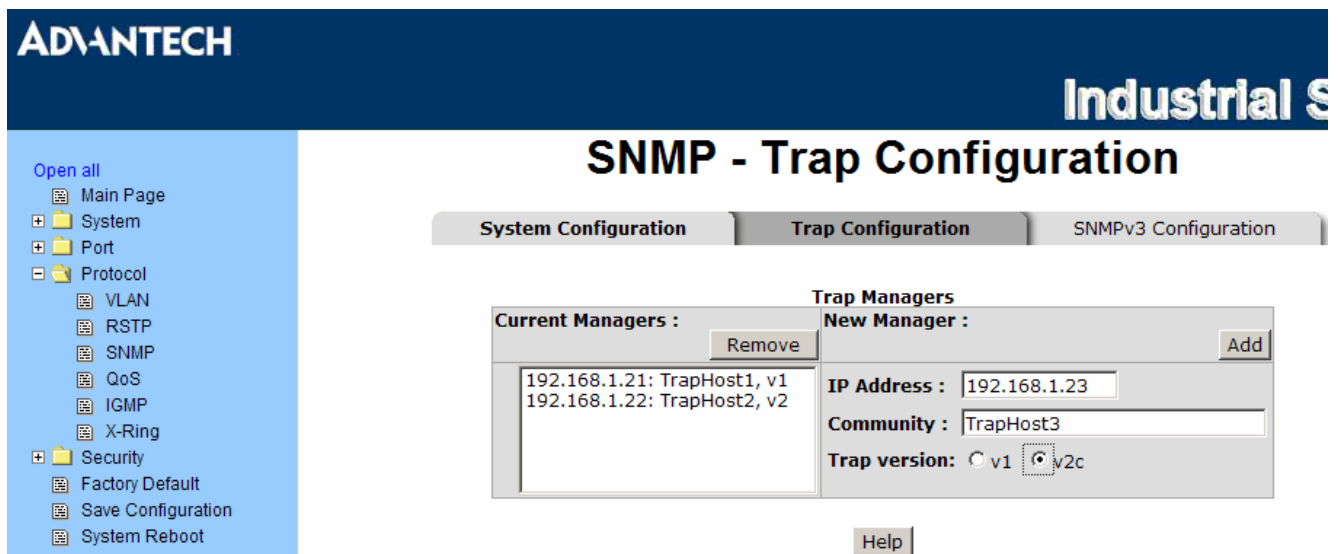 ADVANTECH
Industrial S
SNMP - Trap Configuration
Open all
Main Page
System
Port
Protocol
VLAN
RSTP
SNMP
QoS
IGMP
X-Ring
Security
Factory Default
Save Configuration
System Reboot
System Configuration
Trap Configuration
SNMPv3 Configuration
Trap Managers
Current Managers :
Remove
192.168.1.21: TrapHost1, v1
192.168.1.22: TrapHost2, v2
New Manager :
Add
IP Address : 192.168.1.23
Community : TrapHost3
Trap version: v1 v2c
Help